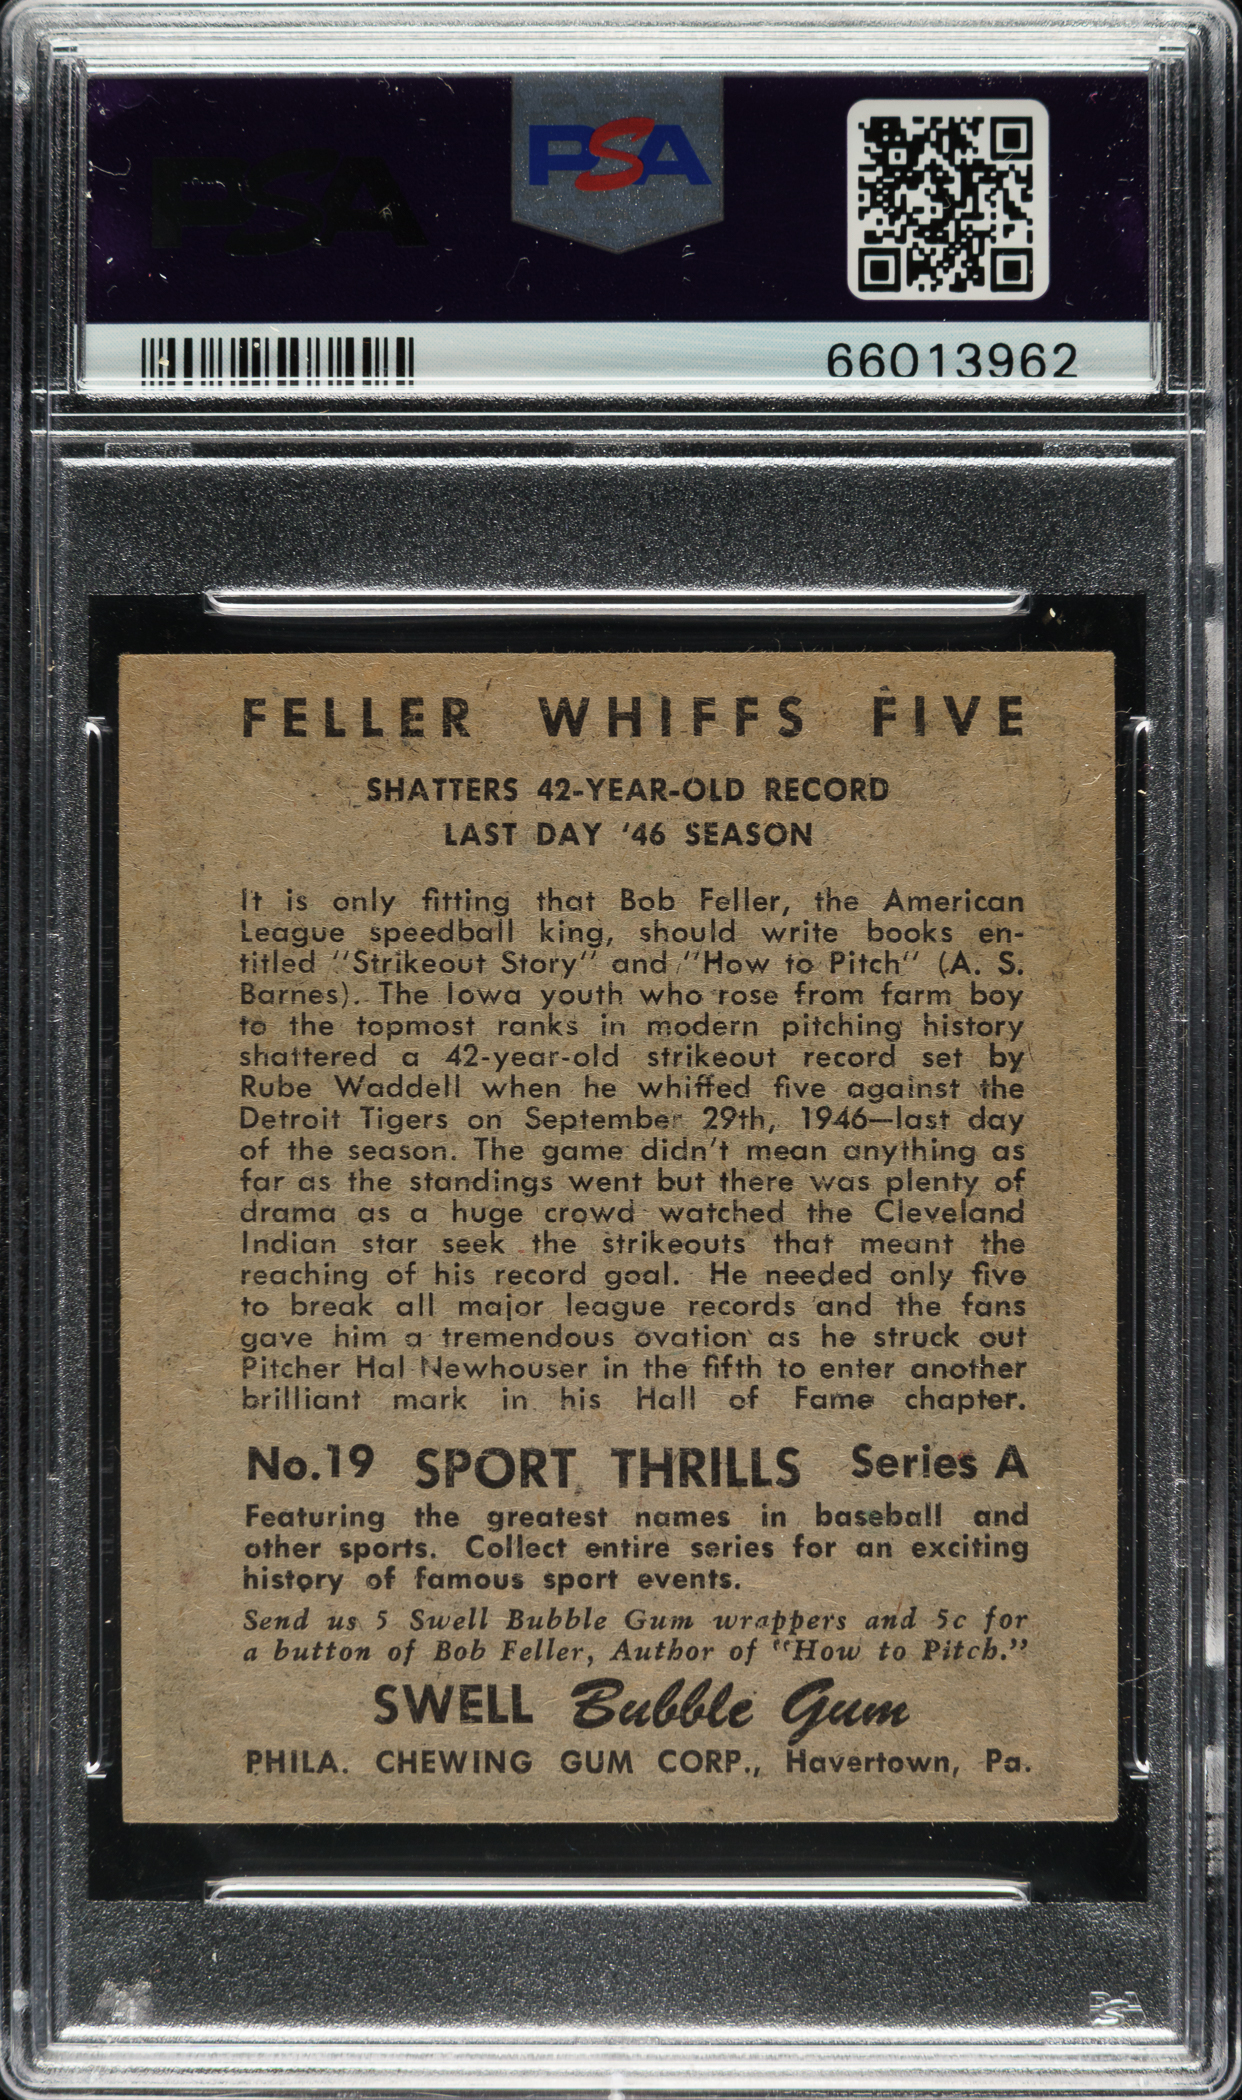 PSA
PSA
66013962
FELLER WHIFFS FIVE
SHATTERS 42-YEAR-OLD RECORD
LAST DAY '46 SEASON
It is only fitting that Bob Feller, the American
League speedball king, should write books en-
titled "Strikeout Story" and "How to Pitch" (A. S.
Barnes). The Iowa youth who rose from farm boy
to the topmost ranks in modern pitching history
shattered a 42-year-old strikeout record set by
Rube Waddell when he whiffed five against the
Detroit Tigers on September 29th, 1946—last day
of the season. The game didn't mean anything as
far as the standings went but there was plenty of
drama as a huge crowd watched the Cleveland
Indian star seek the strikeouts that meant the
reaching of his record goal. He needed only five
to break all major league records and the fans
gave him a tremendous ovation as he struck out
Pitcher Hal Newhouser in the fifth to enter another
brilliant mark in his Hall of Fame chapter.
No.19 SPORT THRILLS Series A
Featuring the greatest names in baseball and
other sports. Collect entire series for an exciting
history of famous sport events.
Send us 5 Swell Bubble Gum wrappers and 5c for
a button of Bob Feller, Author of "How to Pitch."
SWELL Bubble Gum
PHILA. CHEWING GUM CORP., Havertown, Pa.
PSA